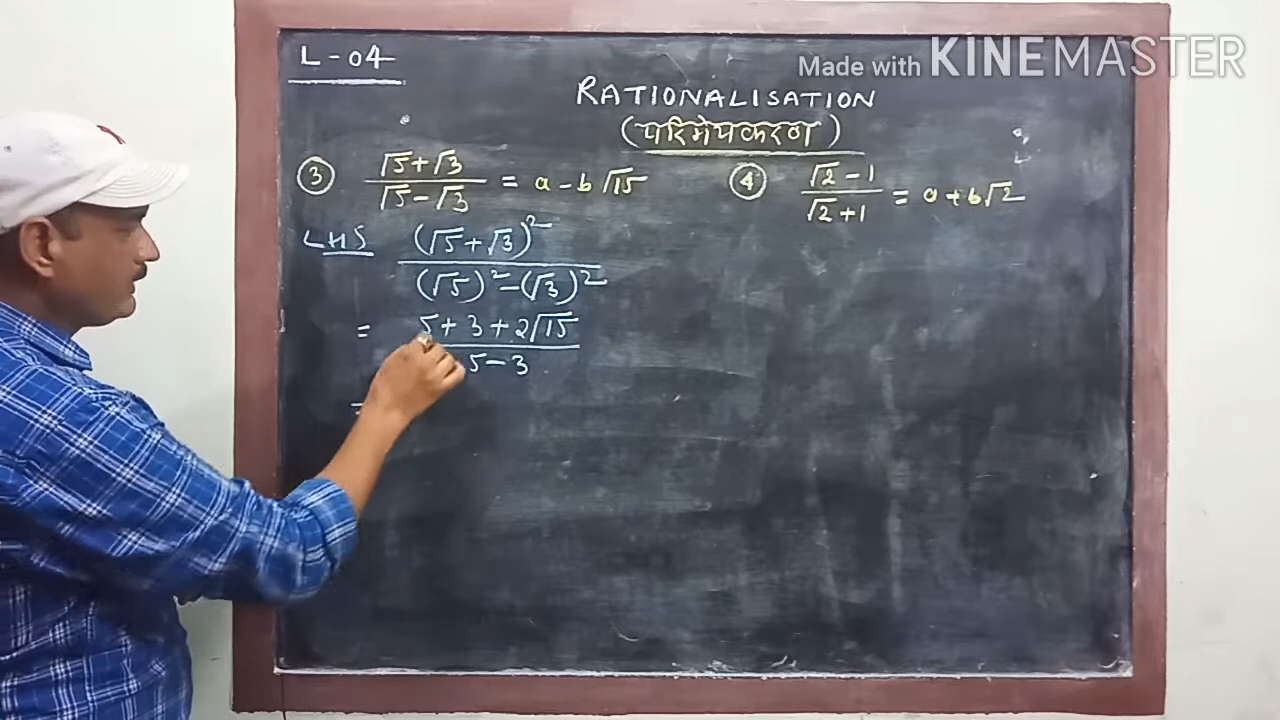 Made with KINEMASTER
L-04
RATIONALISATION
(परिमेयकरण)
③ (√5+√3)/(√5-√3) = a-b√15
④ (√2-1)/(√2+1) = a+b√2
LHS (√5+√3)²/((√5)²-(√3)²)
= (5+3+2√15)/(5-3)
=